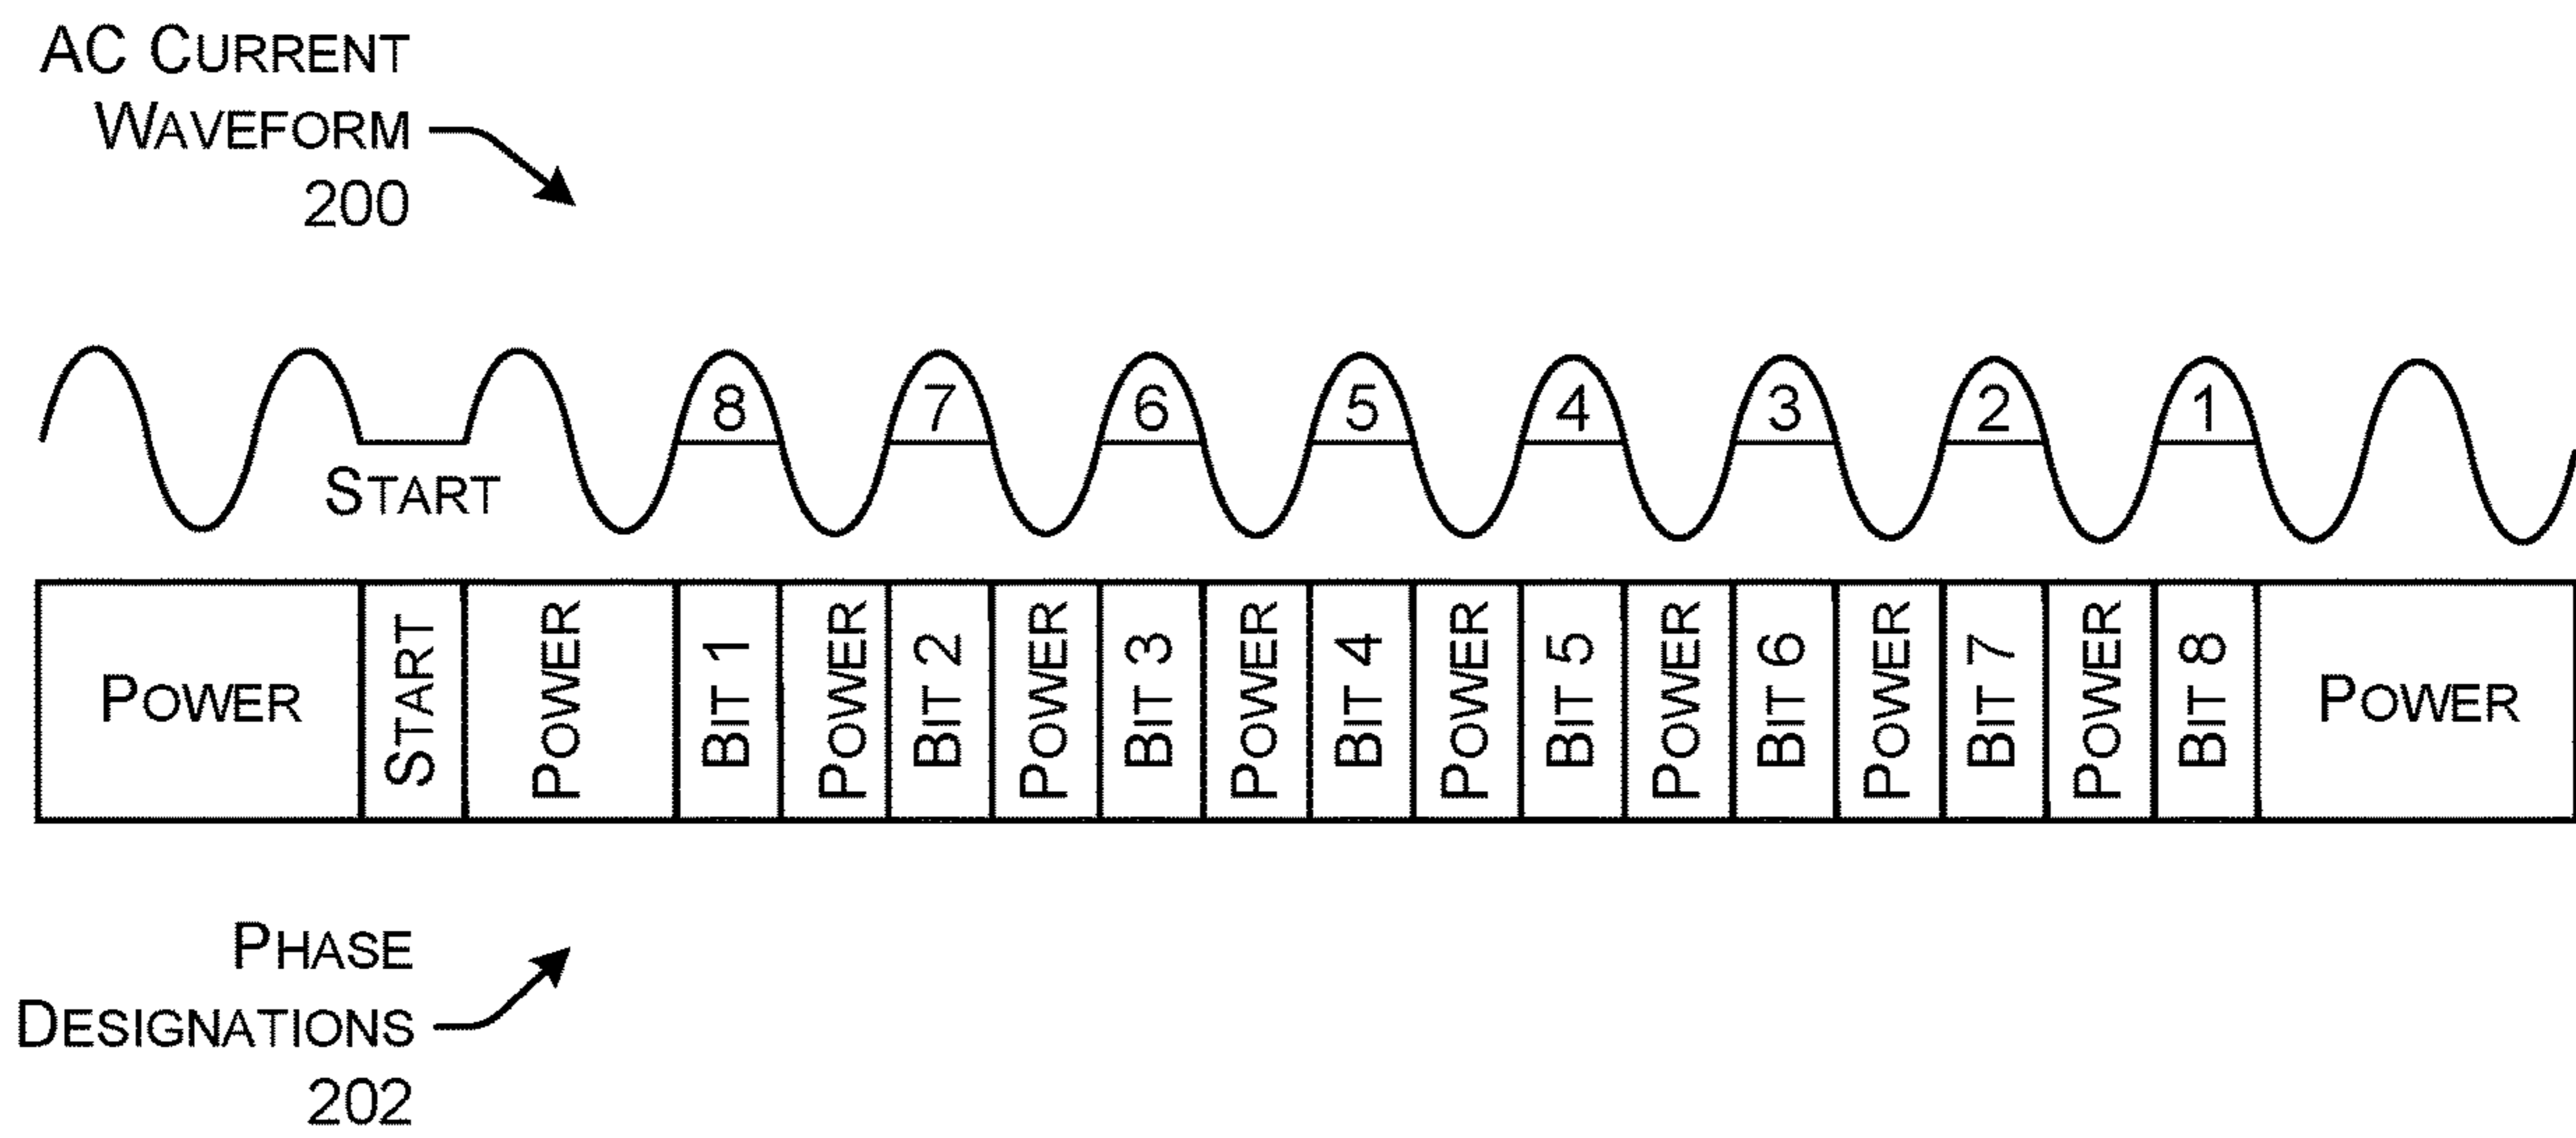 AC CURRENT
WAVEFORM
200
8 7 6 5 4 3 2 1
START
POWER START POWER BIT 1 POWER BIT 2 POWER BIT 3 POWER BIT 4 POWER BIT 5 POWER BIT 6 POWER BIT 7 POWER BIT 8 POWER
PHASE
DESIGNATIONS
202